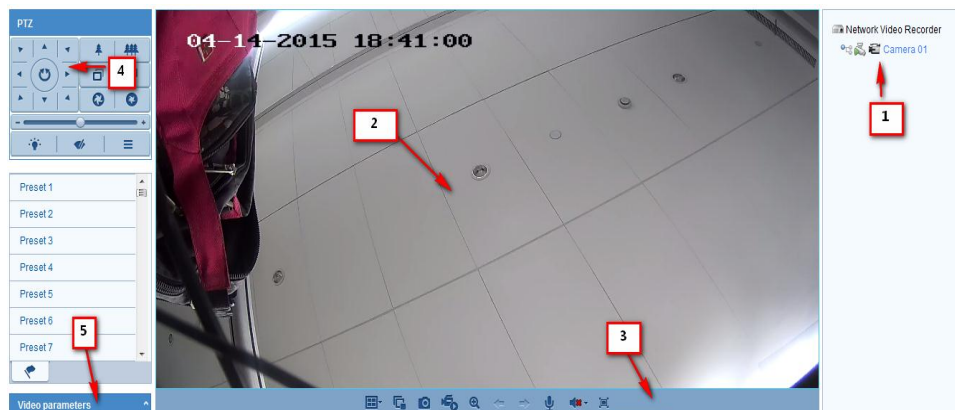 PTZ
4
Preset 1
Preset 2
Preset 3
Preset 4
Preset 5
Preset 6
Preset 7
5
Video parameters
04-14-2015 18:41:00
2
3
Network Video Recorder
Camera 01
1